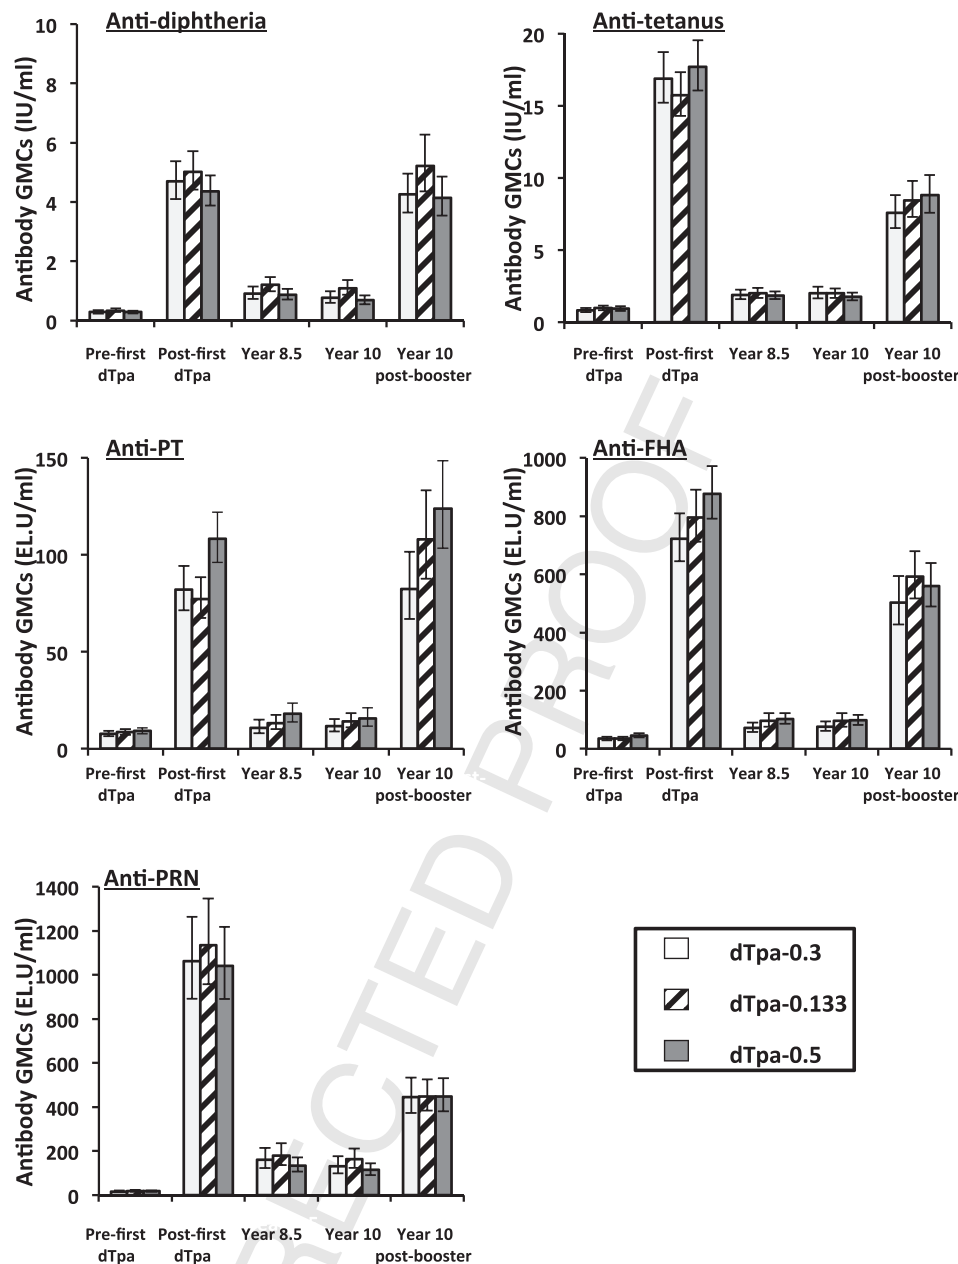 Anti-diphtheria
Antibody GMCs (IU/ml)
10
8
6
4
2
0
Pre-first dTpa
Post-first dTpa
Year 8.5
Year 10
Year 10 post-booster
Anti-tetanus
Antibody GMCs (IU/ml)
20
15
10
5
0
Pre-first dTpa
Post-first dTpa
Year 8.5
Year 10
Year 10 post-booster
Anti-PT
Antibody GMCs (EL.U/ml)
150
100
50
0
Pre-first dTpa
Post-first dTpa
Year 8.5
Year 10
Year 10 post-booster
Anti-FHA
Antibody GMCs (EL.U/ml)
1000
800
600
400
200
0
Pre-first dTpa
Post-first dTpa
Year 8.5
Year 10
Year 10 post-booster
Anti-PRN
Antibody GMCs (EL.U/ml)
1400
1200
1000
800
600
400
200
0
Pre-first dTpa
Post-first dTpa
Year 8.5
Year 10
Year 10 post-booster
dTpa-0.3
dTpa-0.133
dTpa-0.5
RECTED PROOF